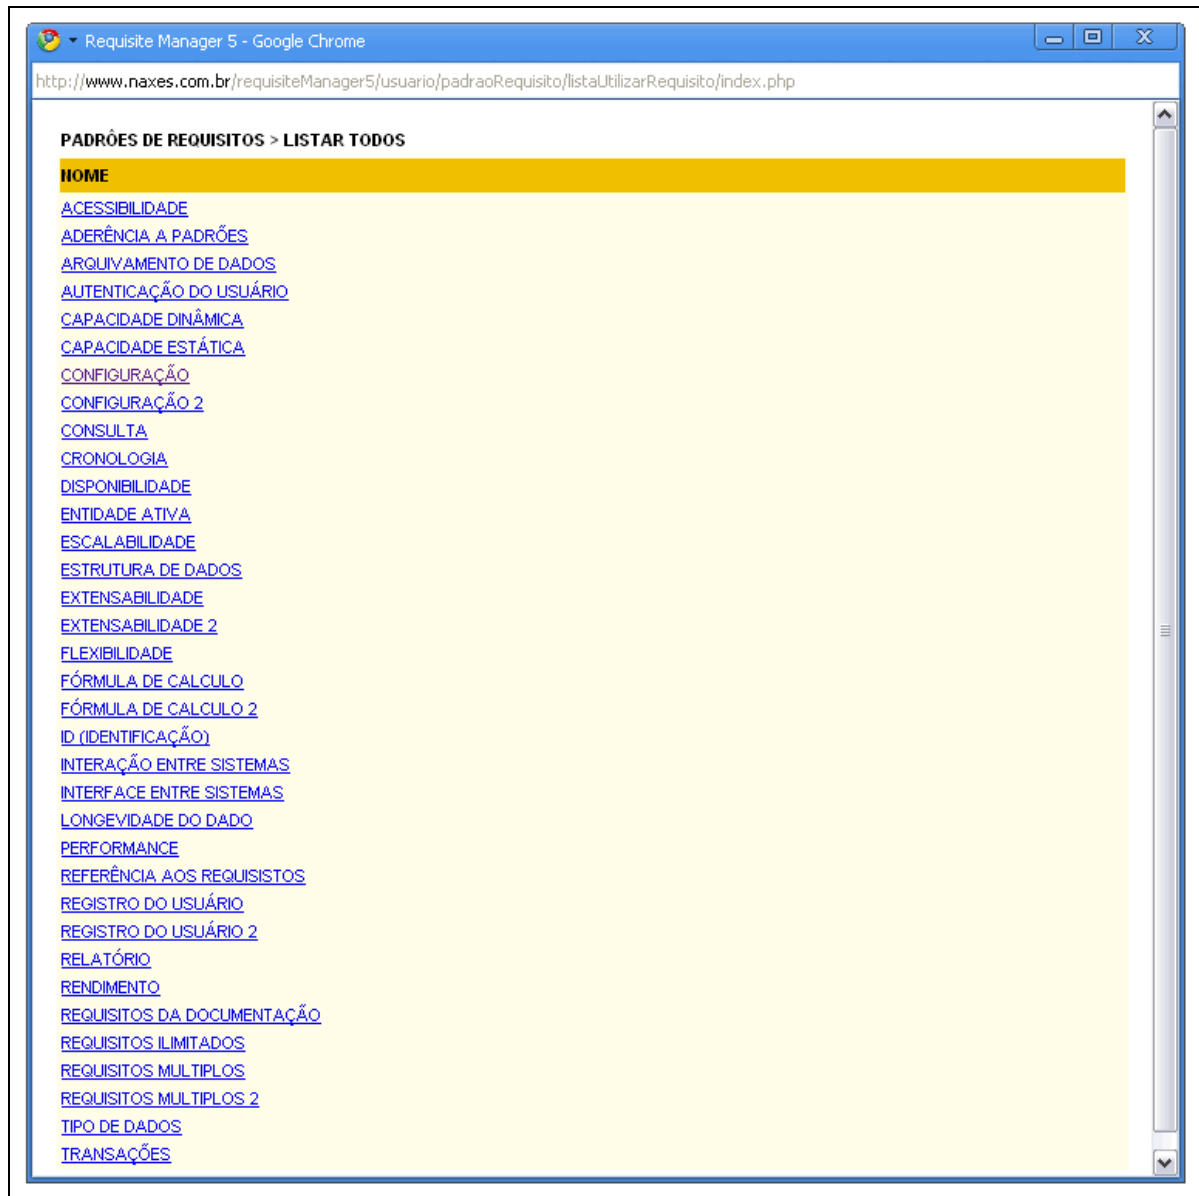 Requisite Manager 5 - Google Chrome
http://www.naxes.com.br/requisiteManager5/usuario/padraoRequisito/listaUtilizarRequisito/index.php
PADRÕES DE REQUISITOS > LISTAR TODOS
NOME
ACESSIBILIDADE
ADERÊNCIA A PADRÕES
ARQUIVAMENTO DE DADOS
AUTENTICAÇÃO DO USUÁRIO
CAPACIDADE DINÂMICA
CAPACIDADE ESTÁTICA
CONFIGURAÇÃO
CONFIGURAÇÃO 2
CONSULTA
CRONOLOGIA
DISPONIBILIDADE
ENTIDADE ATIVA
ESCALABILIDADE
ESTRUTURA DE DADOS
EXTENSABILIDADE
EXTENSABILIDADE 2
FLEXIBILIDADE
FÓRMULA DE CALCULO
FÓRMULA DE CALCULO 2
ID (IDENTIFICAÇÃO)
INTERAÇÃO ENTRE SISTEMAS
INTERFACE ENTRE SISTEMAS
LONGEVIDADE DO DADO
PERFORMANCE
REFERÊNCIA AOS REQUISISTOS
REGISTRO DO USUÁRIO
REGISTRO DO USUÁRIO 2
RELATÓRIO
RENDIMENTO
REQUISITOS DA DOCUMENTAÇÃO
REQUISITOS ILIMITADOS
REQUISITOS MULTIPLOS
REQUISITOS MULTIPLOS 2
TIPO DE DADOS
TRANSAÇÕES